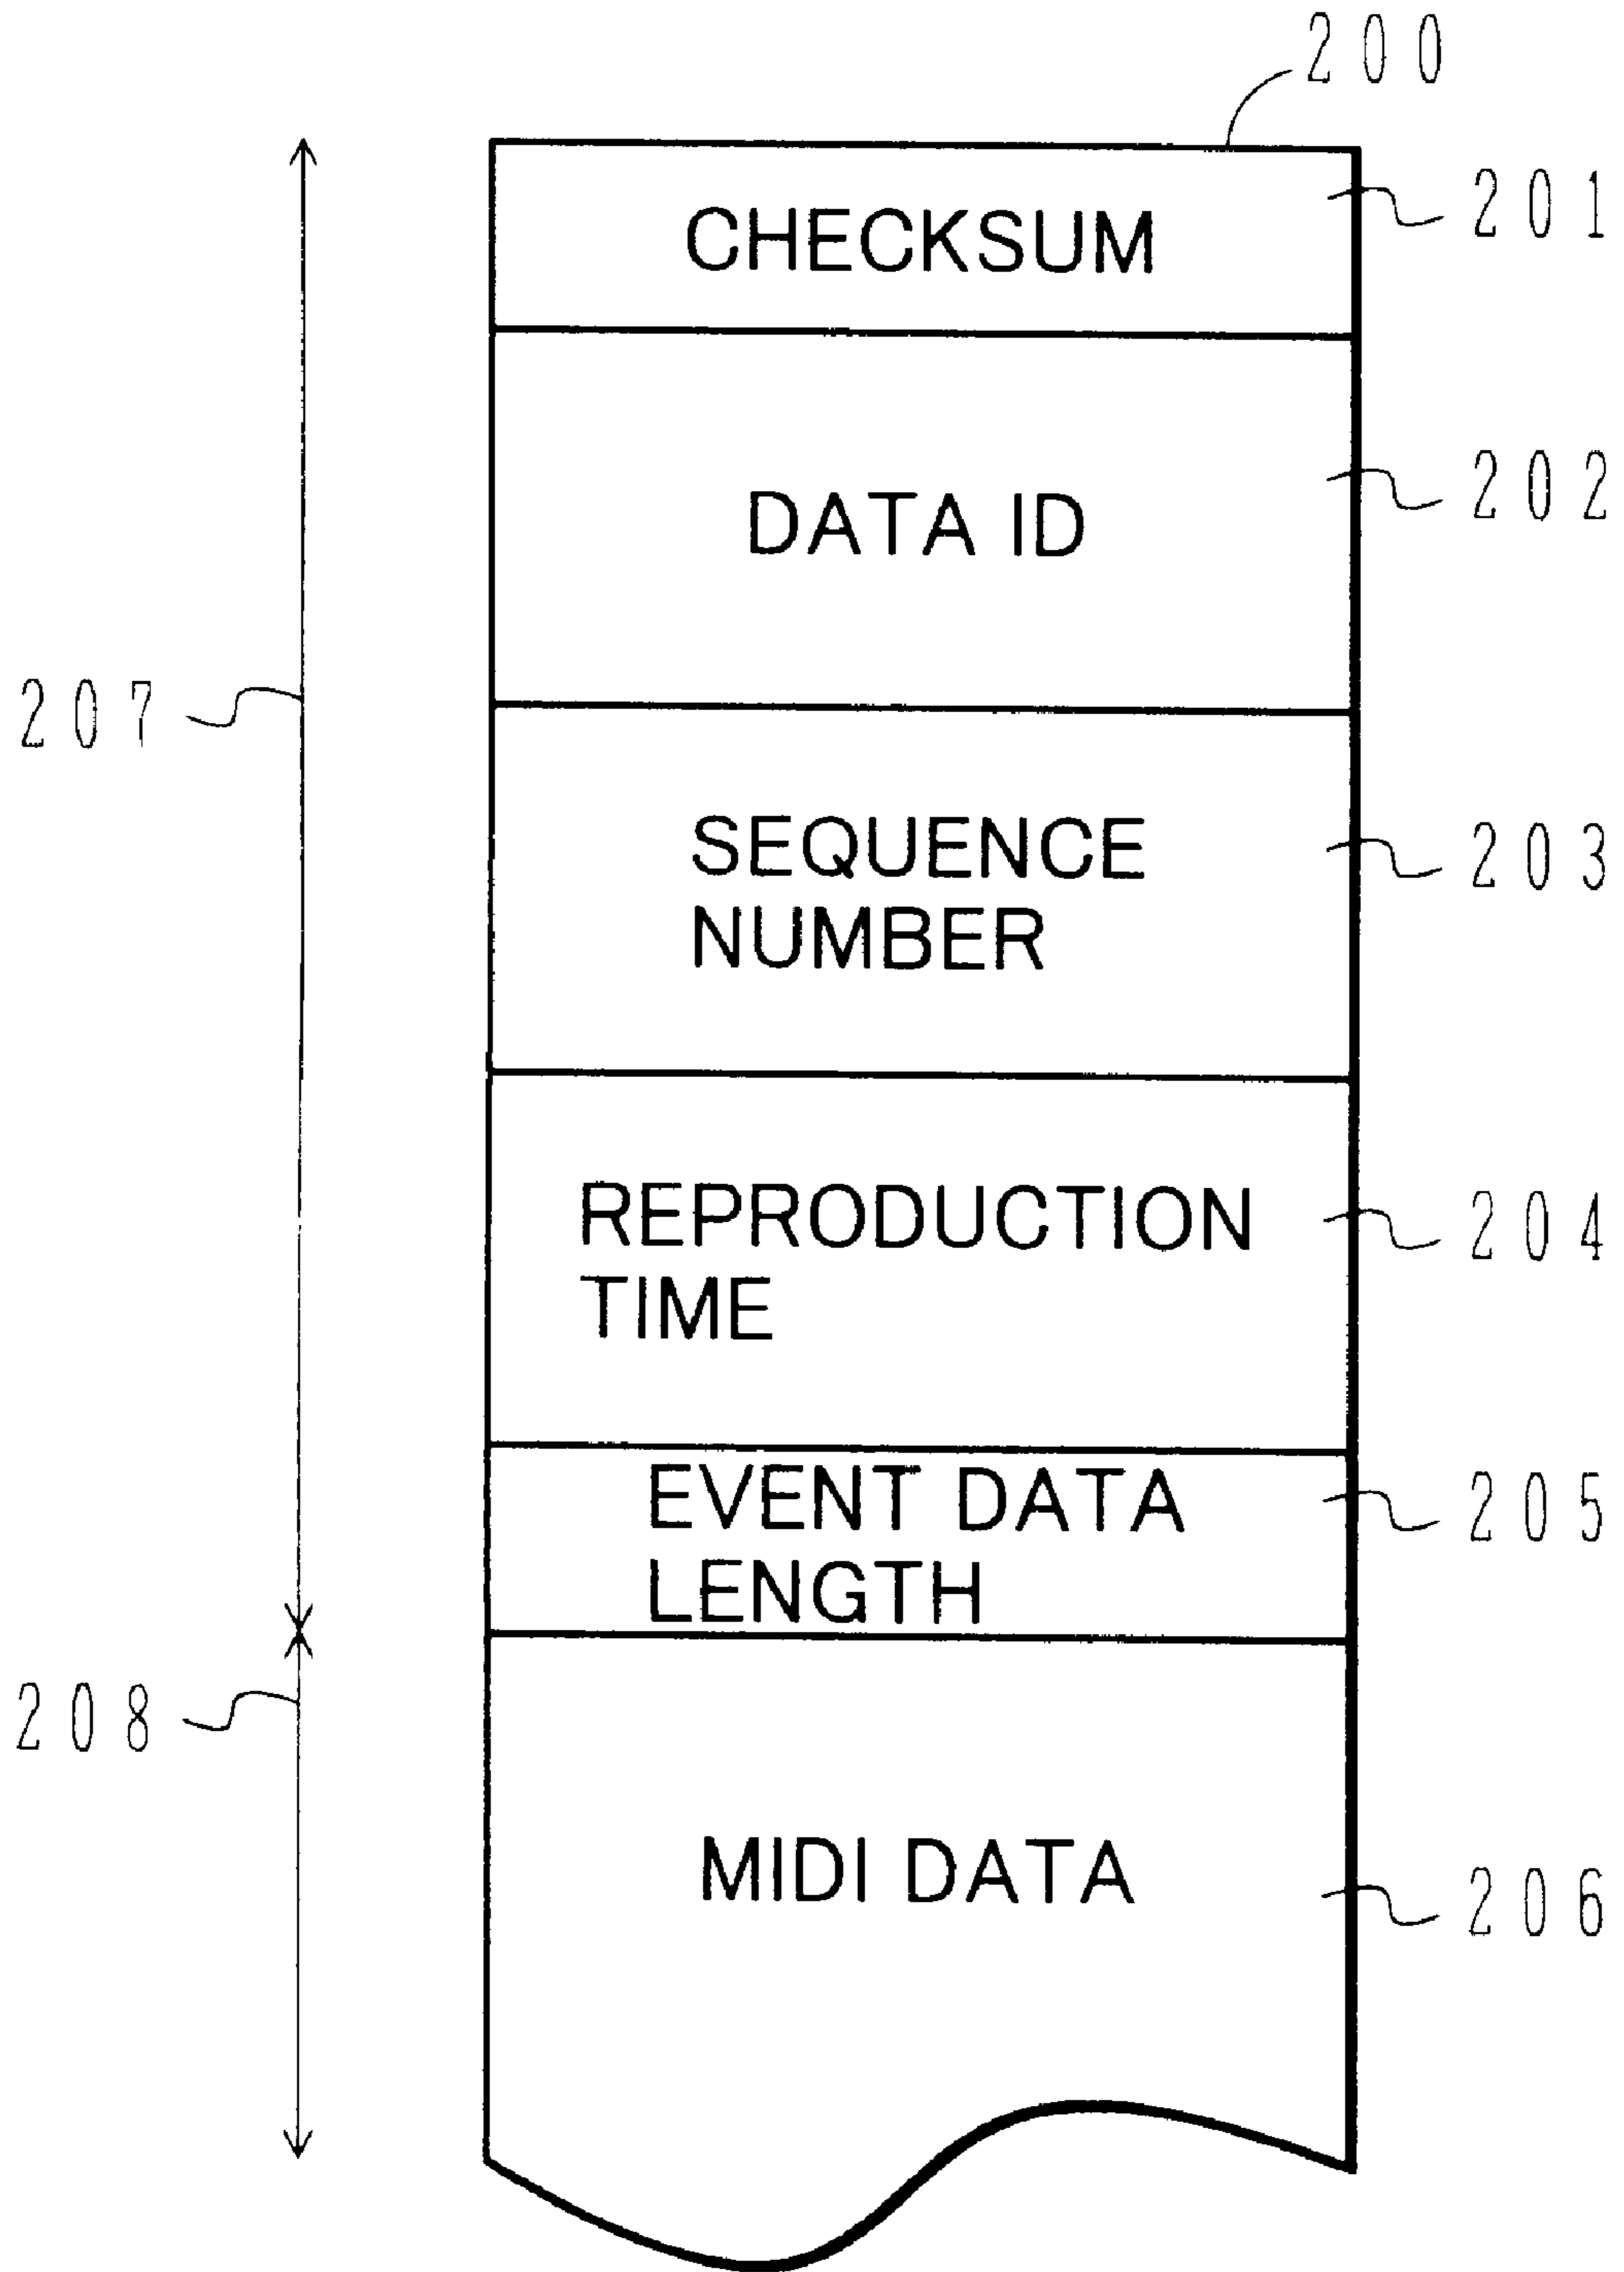 200
CHECKSUM
201
DATA ID
202
207
SEQUENCE
NUMBER
203
REPRODUCTION
TIME
204
EVENT DATA
LENGTH
205
208
MIDI DATA
206